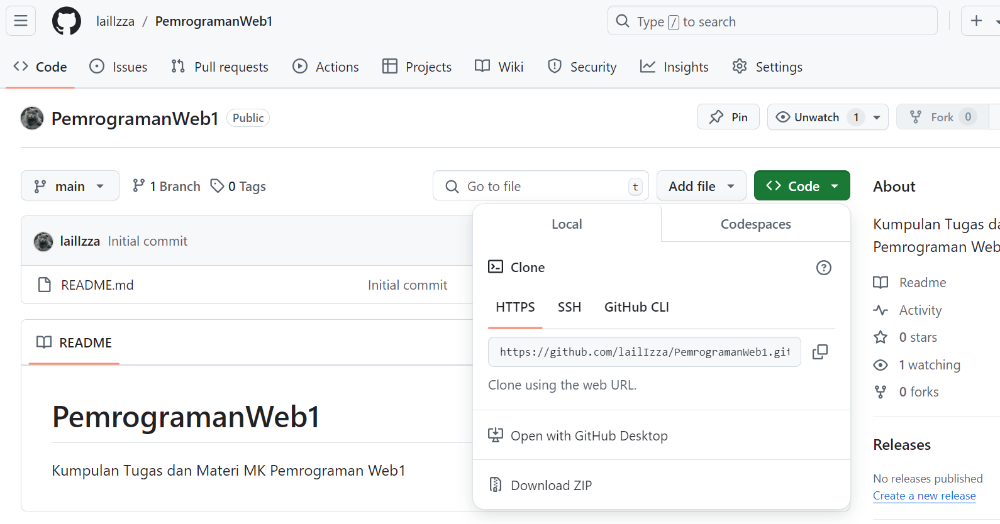 lailIzza / PemrogramanWeb1
Type / to search
Code Issues Pull requests Actions Projects Wiki Security Insights Settings
PemrogramanWeb1 Public
Pin Unwatch 1 Fork 0
main 1 Branch 0 Tags Go to file t Add file Code
lailIzza Initial commit
README.md Initial commit
README
PemrogramanWeb1
Kumpulan Tugas dan Materi MK Pemrograman Web1
Local Codespaces
Clone
HTTPS SSH GitHub CLI
https://github.com/lailIzza/PemrogramanWeb1.git
Clone using the web URL.
Open with GitHub Desktop
Download ZIP
About
Kumpulan Tugas da
Pemrograman Web
Readme
Activity
0 stars
1 watching
0 forks
Releases
No releases published
Create a new release